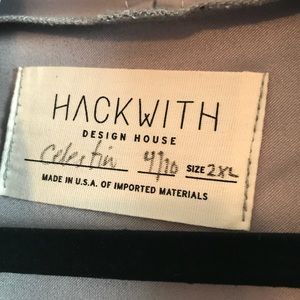 HACKWITH
DESIGN HOUSE
Celestin 4/10 SIZE 2XL
MADE IN U.S.A. OF IMPORTED MATERIALS